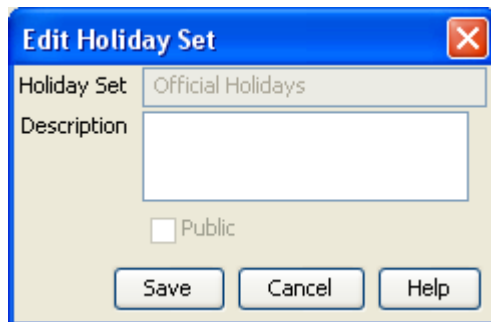 Edit Holiday Set
Holiday Set Official Holidays
Description
Public
Save Cancel Help